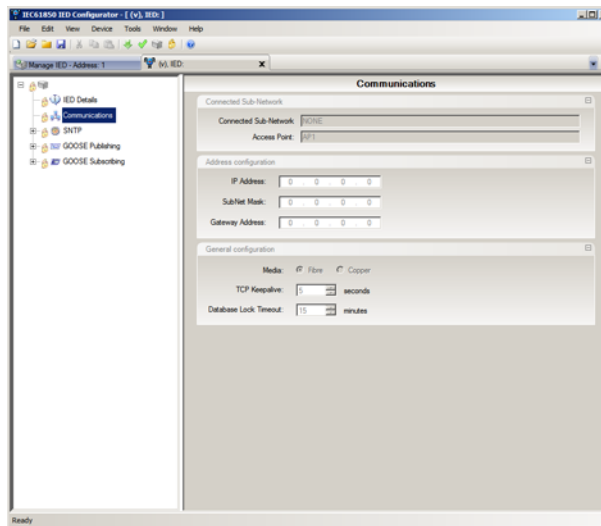 IEC61850 IED Configurator - [ (v), IED: ]
File Edit View Device Tools Window Help
Manage IED - Address: 1
(v), IED:
x
Communications
IED Details
Communications
SNTP
GOOSE Publishing
GOOSE Subscribing
Connected Sub-Network
Connected Sub-Network: NONE
Access Point: AP1
Address configuration
IP Address: 0 . 0 . 0 . 0
SubNet Mask: 0 . 0 . 0 . 0
Gateway Address: 0 . 0 . 0 . 0
General configuration
Media: Fibre Copper
TCP Keepalive: 5 seconds
Database Lock Timeout: 15 minutes
Ready